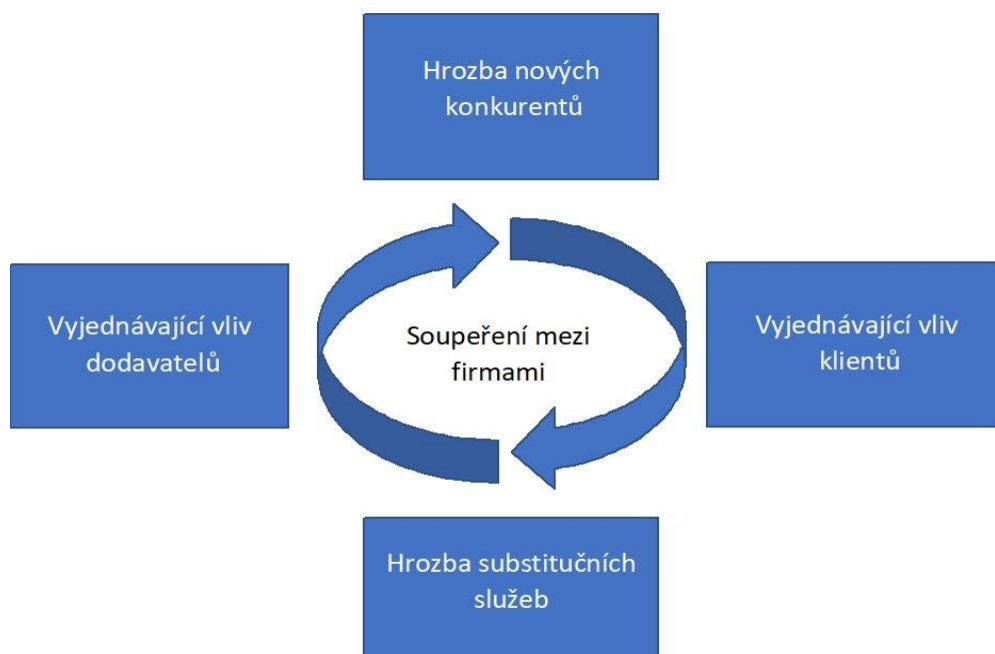 Hrozba nových
konkurentů
Vyjednávající vliv
dodavatelů
Soupeření mezi
firmami
Vyjednávající vliv
klientů
Hrozba substitučních
služeb